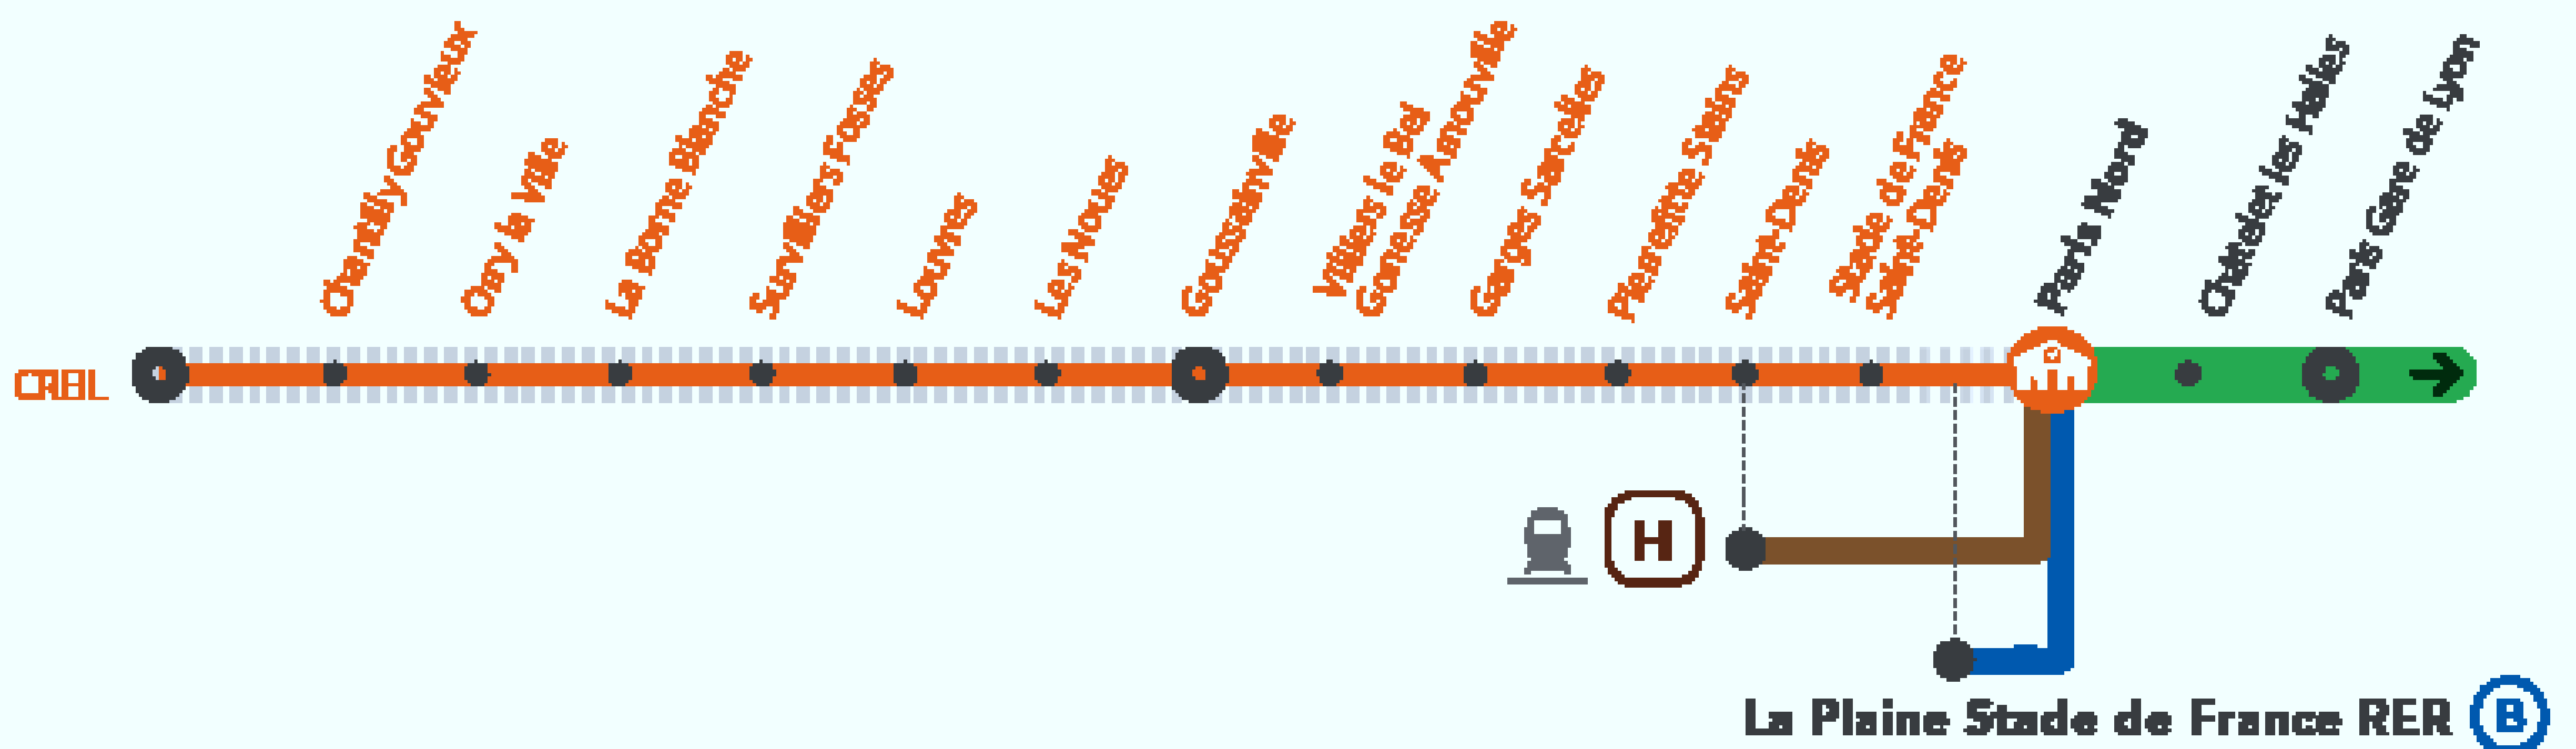 Chantilly Gouvieux
Orry la Ville
La Borne Blanche
Survilliers Fosses
Louvres
Les Noues
Goussainville
Villiers le Bel
Gonesse Arnouville
Garges Sarcelles
Pierrefitte Stains
Saint-Denis
Stade de France
Saint-Denis
Paris Nord
Châtelet les Halles
Paris Gare de Lyon
H
La Plaine Stade de France RER B